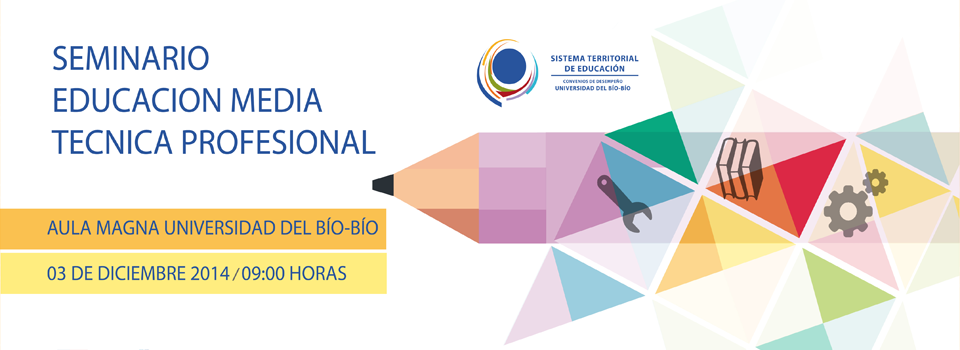 SEMINARIO
EDUCACION MEDIA
TECNICA PROFESIONAL
AULA MAGNA UNIVERSIDAD DEL BÍO-BÍO
03 DE DICIEMBRE 2014/09:00 HORAS
SISTEMA TERRITORIAL
DE EDUCACIÓN
CONVENIOS DE DESEMPEÑO
UNIVERSIDAD DEL BÍO-BÍO